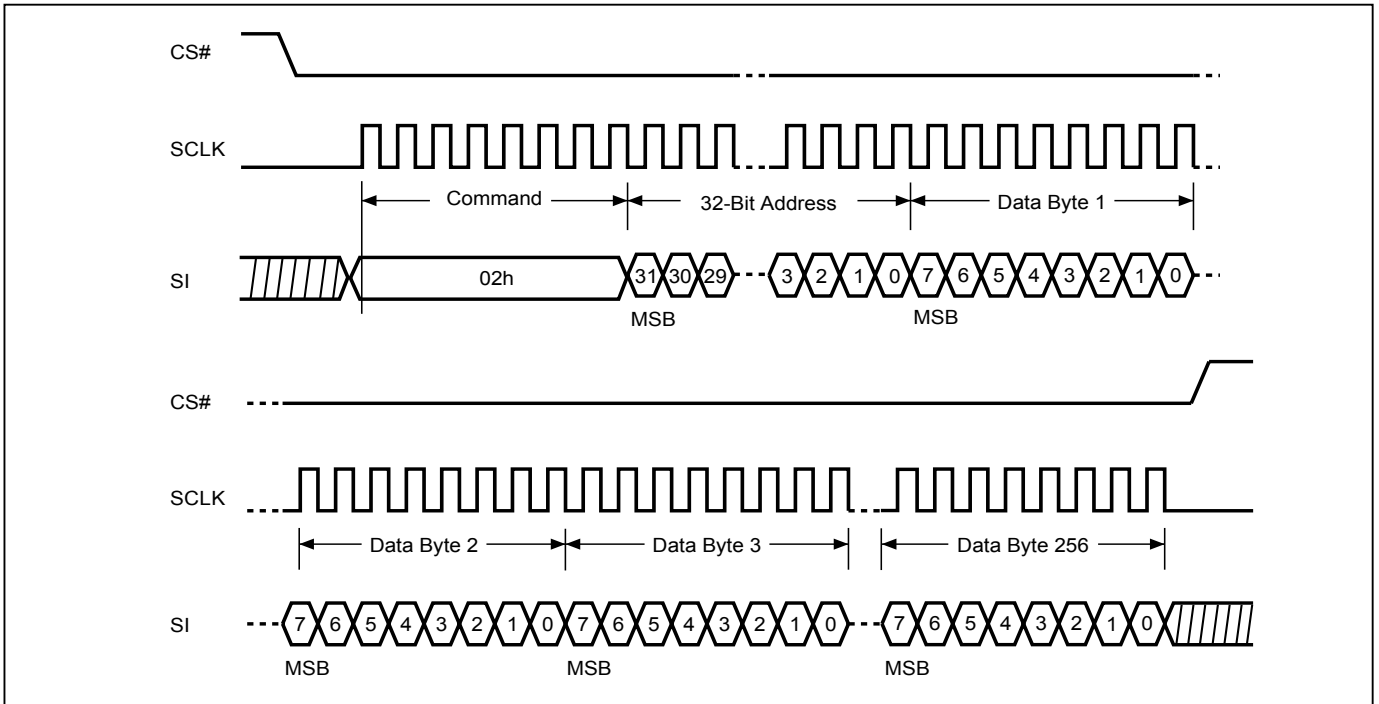 CS#
SCLK
Command 32-Bit Address Data Byte 1
SI 02h 31 30 29 3 2 1 0 7 6 5 4 3 2 1 0
MSB MSB
CS#
SCLK
Data Byte 2 Data Byte 3 Data Byte 256
SI 7 6 5 4 3 2 1 0 7 6 5 4 3 2 1 0 7 6 5 4 3 2 1 0
MSB MSB MSB